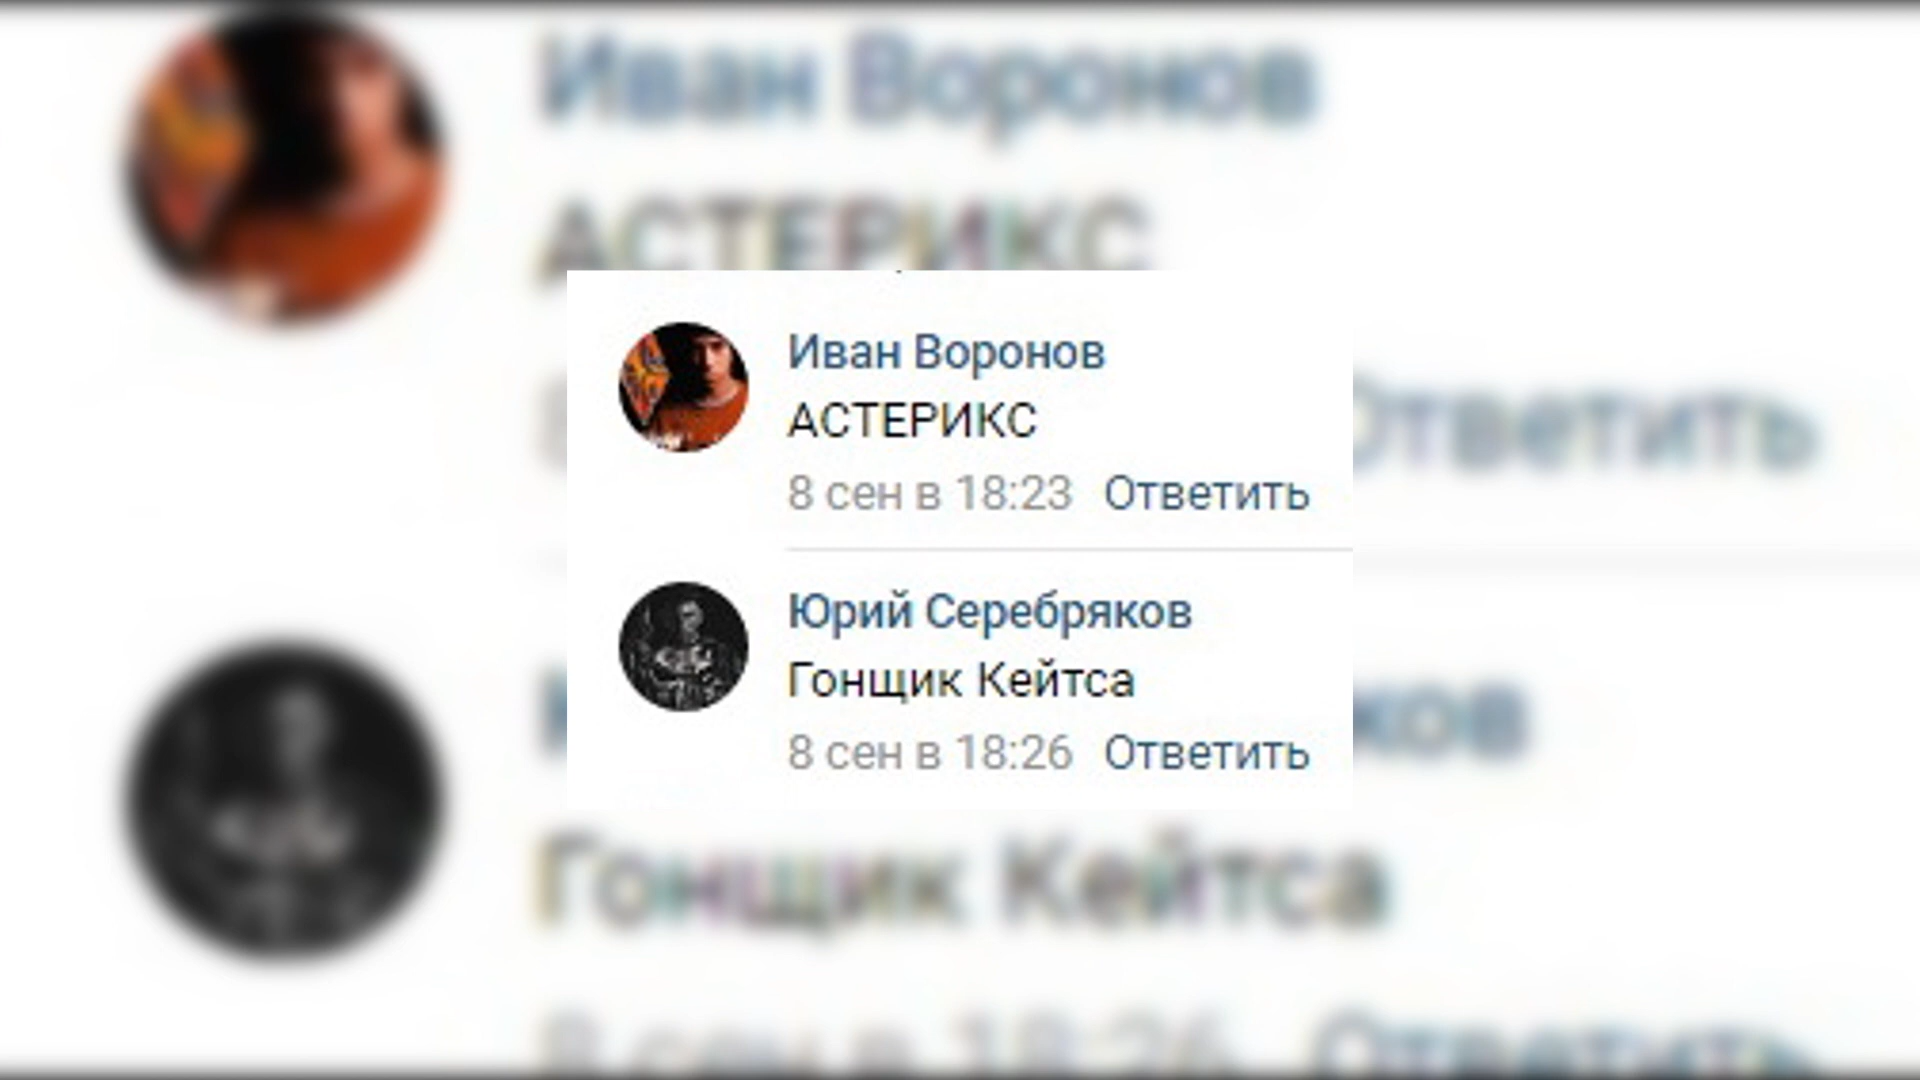 Иван Воронов
АСТЕРИКС
8 сен в 18:23 Ответить
Юрий Серебряков
Гонщик Кейтса
8 сен в 18:26 Ответить